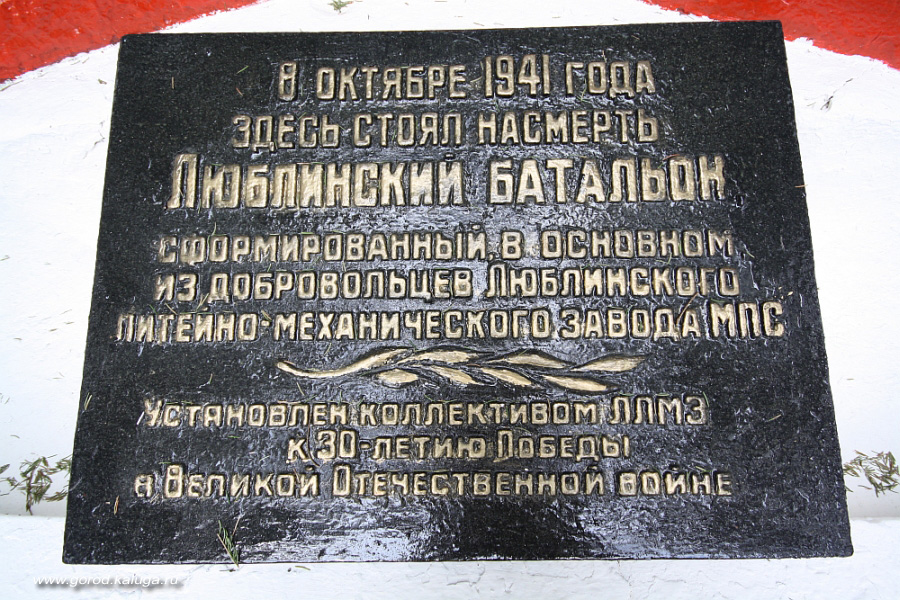 В ОКТЯБРЕ 1941 ГОДА
ЗДЕСЬ СТОЯЛ НАСМЕРТЬ
ЛЮБЛИНСКИЙ БАТАЛЬОН
СФОРМИРОВАННЫЙ, В ОСНОВНОМ
ИЗ ДОБРОВОЛЬЦЕВ ЛЮБЛИНСКОГО
ЛИТЕЙНО-МЕХАНИЧЕСКОГО ЗАВОДА МПС
УСТАНОВЛЕН КОЛЛЕКТИВОМ ЛЛМЗ
К 30-ЛЕТИЮ ПОБЕДЫ
В ВЕЛИКОЙ ОТЕЧЕСТВЕННОЙ ВОЙНЕ
www.gorod.kaluga.ru